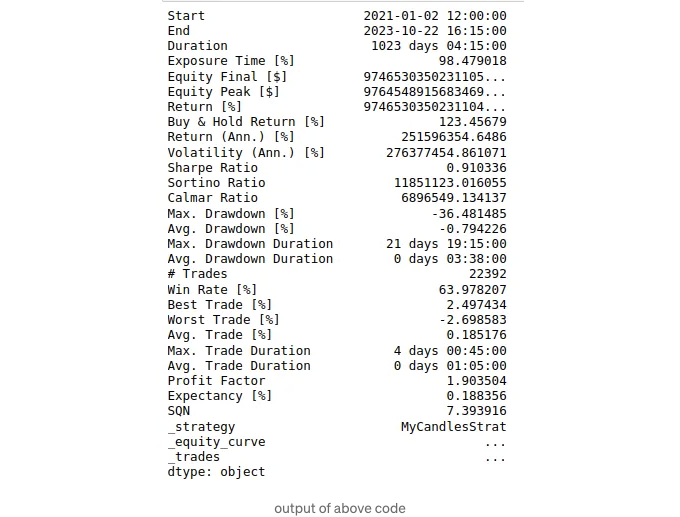 Start 2021-01-02 12:00:00
End 2023-10-22 16:15:00
Duration 1023 days 04:15:00
Exposure Time [%] 98.479018
Equity Final [$] 9746530350231105...
Equity Peak [$] 9764548915683469...
Return [%] 9746530350231104...
Buy & Hold Return [%] 123.45679
Return (Ann.) [%] 251596354.6486
Volatility (Ann.) [%] 276377454.861071
Sharpe Ratio 0.910336
Sortino Ratio 11851123.016055
Calmar Ratio 6896549.134137
Max. Drawdown [%] -36.481485
Avg. Drawdown [%] -0.794226
Max. Drawdown Duration 21 days 19:15:00
Avg. Drawdown Duration 0 days 03:38:00
# Trades 22392
Win Rate [%] 63.978207
Best Trade [%] 2.497434
Worst Trade [%] -2.698583
Avg. Trade [%] 0.185176
Max. Trade Duration 4 days 00:45:00
Avg. Trade Duration 0 days 01:05:00
Profit Factor 1.903504
Expectancy [%] 0.188356
SQN 7.393916
_strategy MyCandlesStrat
_equity_curve ...
_trades ...
dtype: object
output of above code